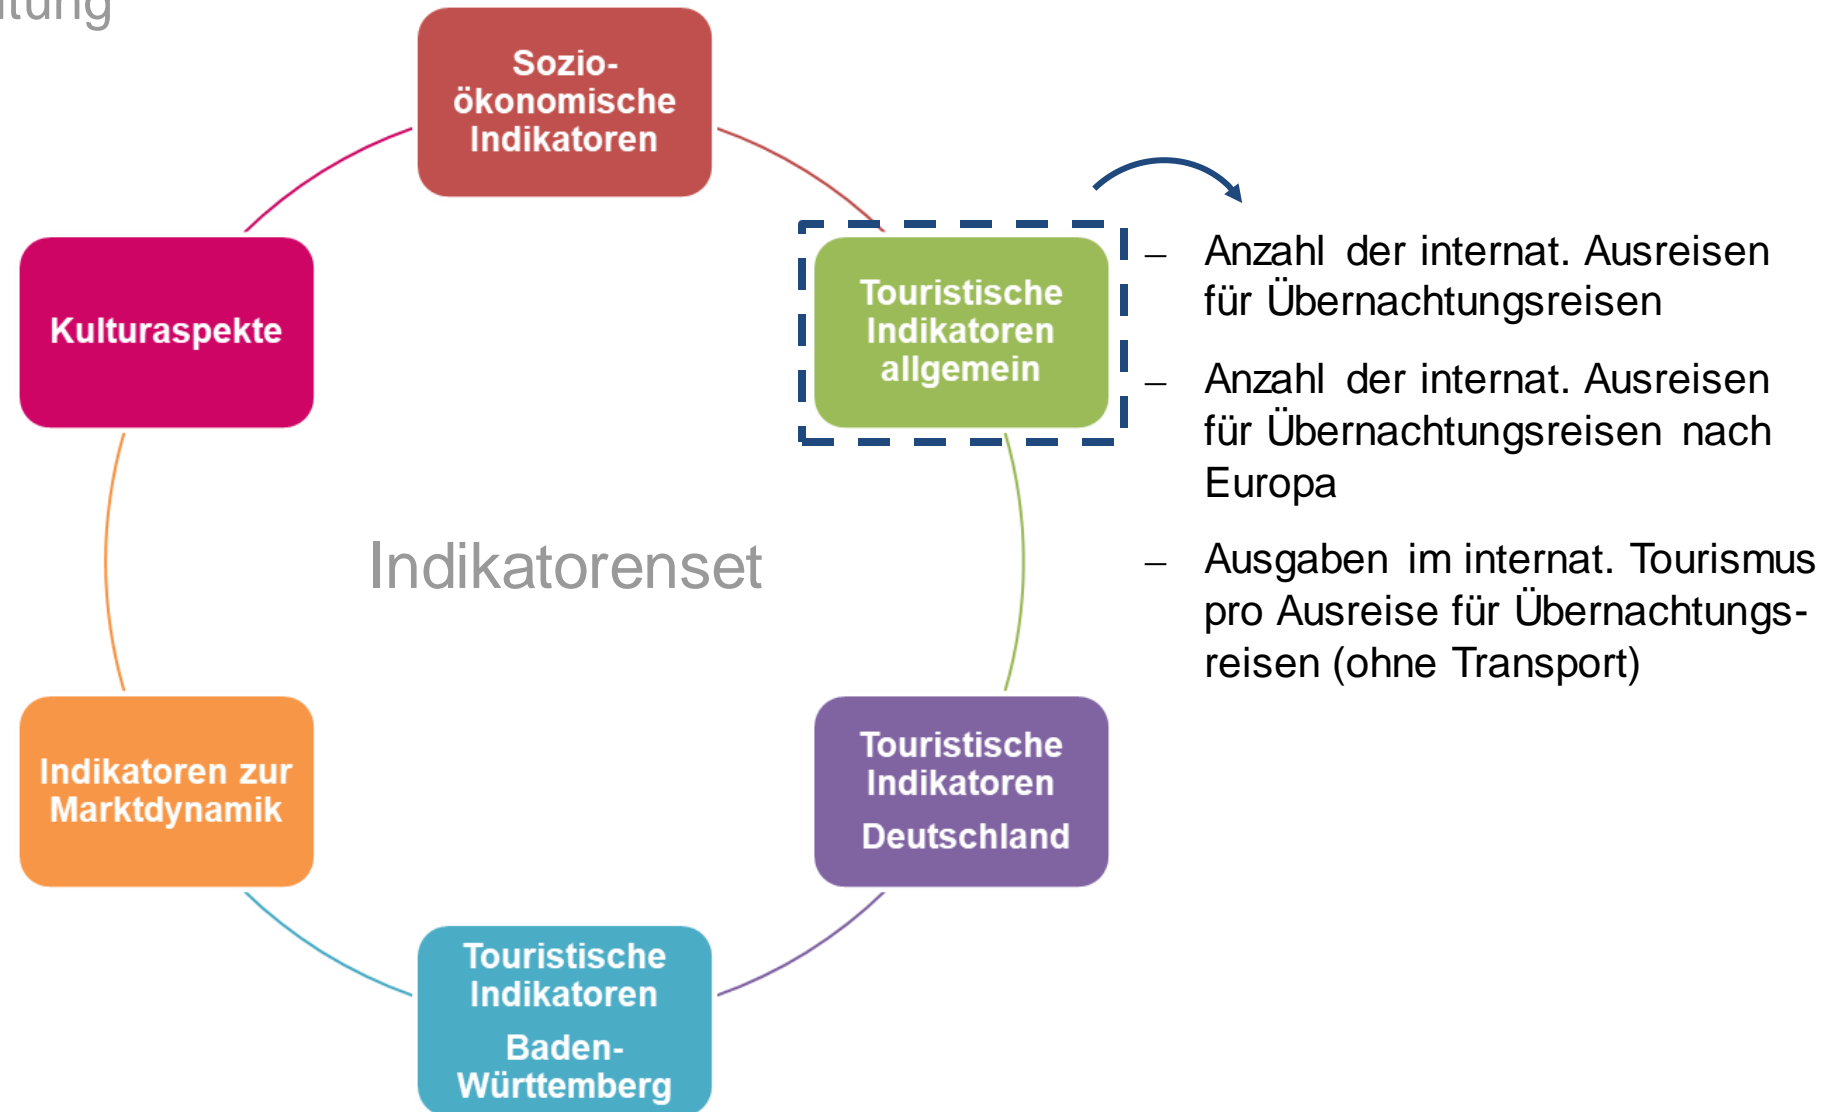 Sozio-
ökonomische
Indikatoren
Touristische
Indikatoren
allgemein
– Anzahl der internat. Ausreisen
für Übernachtungsreisen
– Anzahl der internat. Ausreisen
für Übernachtungsreisen nach
Europa
– Ausgaben im internat. Tourismus
pro Ausreise für Übernachtungs-
reisen (ohne Transport)
Kulturaspekte
Indikatorenset
Indikatoren zur
Marktdynamik
Touristische
Indikatoren
Deutschland
Touristische
Indikatoren
Baden-
Württemberg